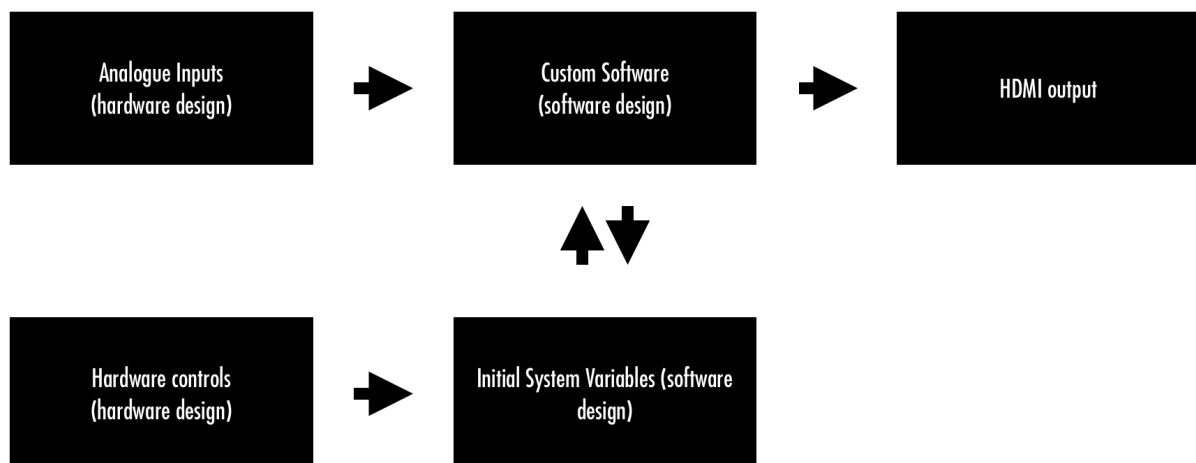 Analogue Inputs
(hardware design)
Custom Software
(software design)
HDMI output
Hardware controls
(hardware design)
Initial System Variables (software
design)